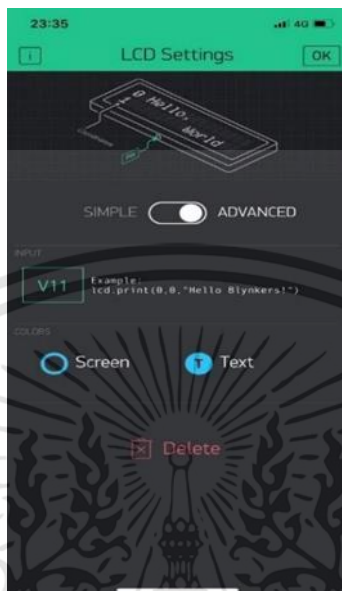 23:35
4G
i
LCD Settings
OK
0 Hello,
1 World
SIMPLE
ADVANCED
INPUT
V11
Example:
lcd.print(0,0,"Hello Blynkers!")
COLORS
Screen
T
Text
Delete